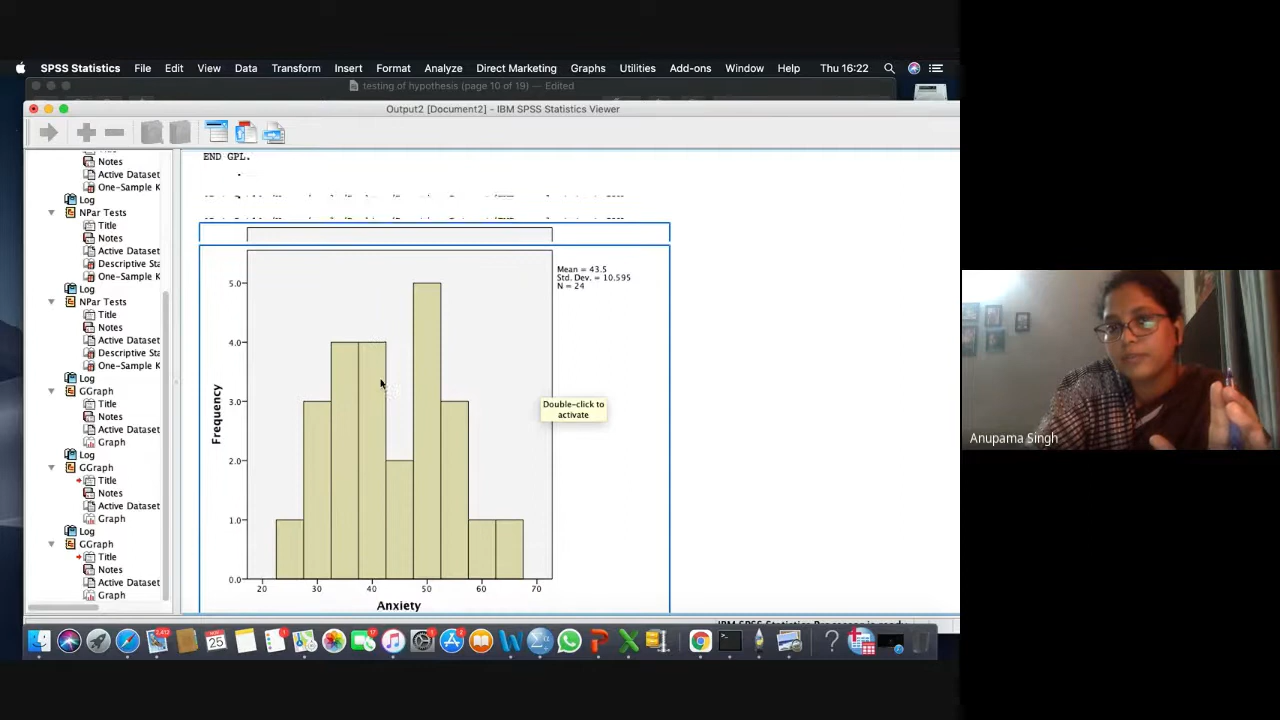 SPSS Statistics File Edit View Data Transform Insert Format Analyze Direct Marketing Graphs Utilities Add-ons Window Help Thu 16:22
testing of hypothesis (page 10 of 19) — Edited
Output2 [Document2] - IBM SPSS Statistics Viewer
Notes
Active Dataset
One-Sample K
Log
NPar Tests
Title
Notes
Active Dataset
Descriptive Sta
One-Sample K
Log
NPar Tests
Title
Notes
Active Dataset
Descriptive Sta
One-Sample K
Log
GGraph
Title
Notes
Active Dataset
Graph
Log
GGraph
Title
Notes
Active Dataset
Graph
Log
GGraph
Title
Notes
Active Dataset
Graph
END GPL.
Mean = 43.5
Std. Dev. = 10.595
N = 24
Double-click to
activate
Frequency
5.0
4.0
3.0
2.0
1.0
0.0
20 30 40 50 60 70
Anxiety
Anupama Singh
2,412
NOV
25